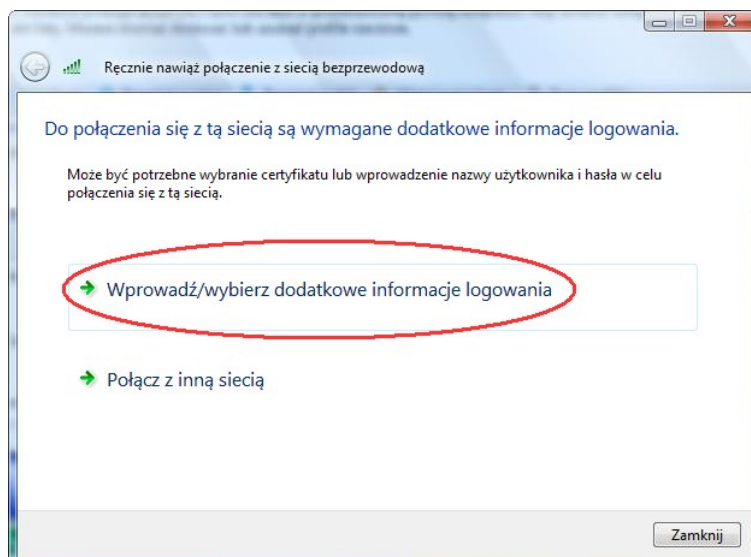 Ręcznie nawiąż połączenie z siecią bezprzewodową
Do połączenia się z tą siecią są wymagane dodatkowe informacje logowania.
Może być potrzebne wybranie certyfikatu lub wprowadzenie nazwy użytkownika i hasła w celu
połączenia się z tą siecią.
Wprowadź/wybierz dodatkowe informacje logowania
Połącz z inną siecią
Zamknij